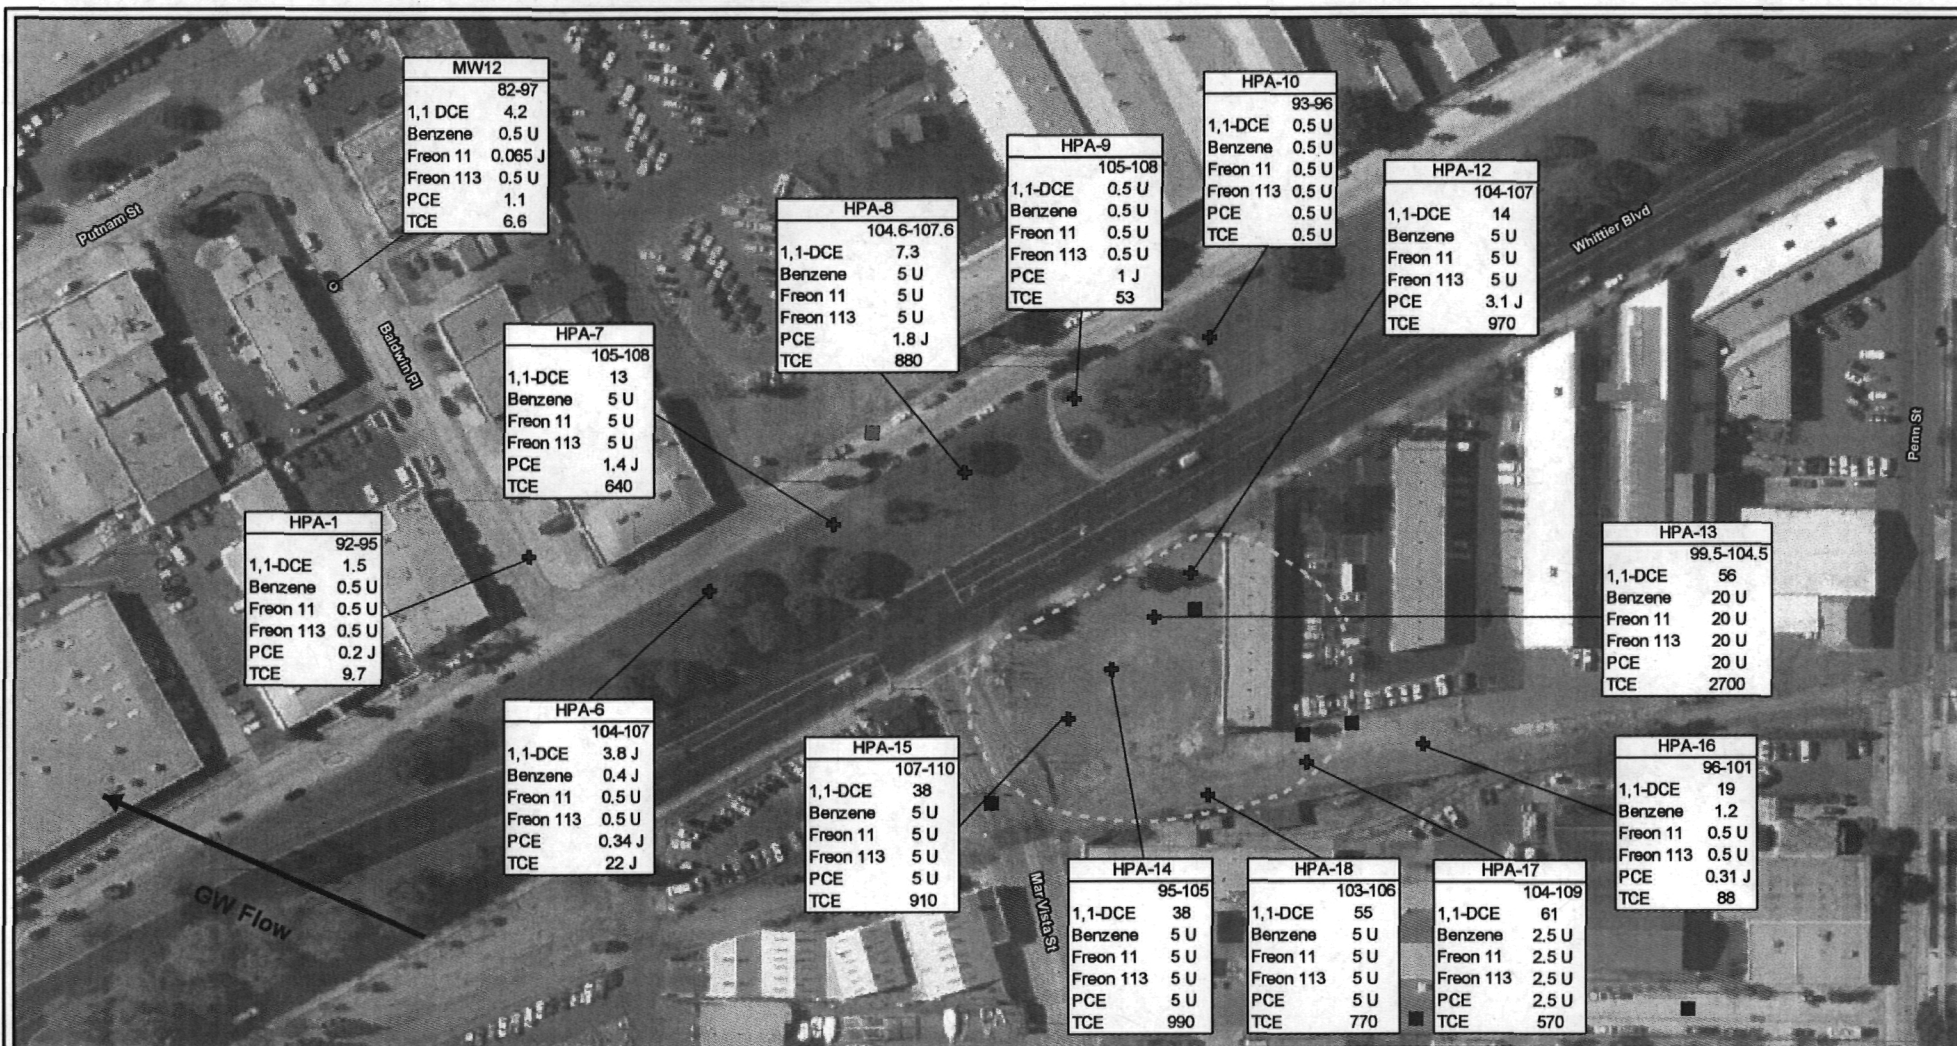 MW12
82-97
1,1 DCE 4.2
Benzene 0.5 U
Freon 11 0.065 J
Freon 113 0.5 U
PCE 1.1
TCE 6.6
HPA-10
93-96
1,1-DCE 0.5 U
Benzene 0.5 U
Freon 11 0.5 U
Freon 113 0.5 U
PCE 0.5 U
TCE 0.5 U
HPA-9
105-108
1,1-DCE 0.5 U
Benzene 0.5 U
Freon 11 0.5 U
Freon 113 0.5 U
PCE 1 J
TCE 53
HPA-12
104-107
1,1-DCE 14
Benzene 5 U
Freon 11 5 U
Freon 113 5 U
PCE 3.1 J
TCE 970
HPA-8
104.6-107.6
1,1-DCE 7.3
Benzene 5 U
Freon 11 5 U
Freon 113 5 U
PCE 1.8 J
TCE 880
Putnam St
Whittier Blvd
Baldwin Pl
Penn St
HPA-7
105-108
1,1-DCE 13
Benzene 5 U
Freon 11 5 U
Freon 113 5 U
PCE 1.4 J
TCE 640
HPA-1
92-95
1,1-DCE 1.5
Benzene 0.5 U
Freon 11 0.5 U
Freon 113 0.5 U
PCE 0.2 J
TCE 9.7
HPA-13
99.5-104.5
1,1-DCE 56
Benzene 20 U
Freon 11 20 U
Freon 113 20 U
PCE 20 U
TCE 2700
HPA-6
104-107
1,1-DCE 3.8 J
Benzene 0.4 J
Freon 11 0.5 U
Freon 113 0.5 U
PCE 0.34 J
TCE 22 J
HPA-15
107-110
1,1-DCE 38
Benzene 5 U
Freon 11 5 U
Freon 113 5 U
PCE 5 U
TCE 910
HPA-16
96-101
1,1-DCE 19
Benzene 1.2
Freon 11 0.5 U
Freon 113 0.5 U
PCE 0.31 J
TCE 88
GW Flow
Mar Vista St
HPA-14
95-105
1,1-DCE 38
Benzene 5 U
Freon 11 5 U
Freon 113 5 U
PCE 5 U
TCE 990
HPA-18
103-106
1,1-DCE 55
Benzene 5 U
Freon 11 5 U
Freon 113 5 U
PCE 5 U
TCE 770
HPA-17
104-109
1,1-DCE 61
Benzene 2.5 U
Freon 11 2.5 U
Freon 113 2.5 U
PCE 2.5 U
TCE 570